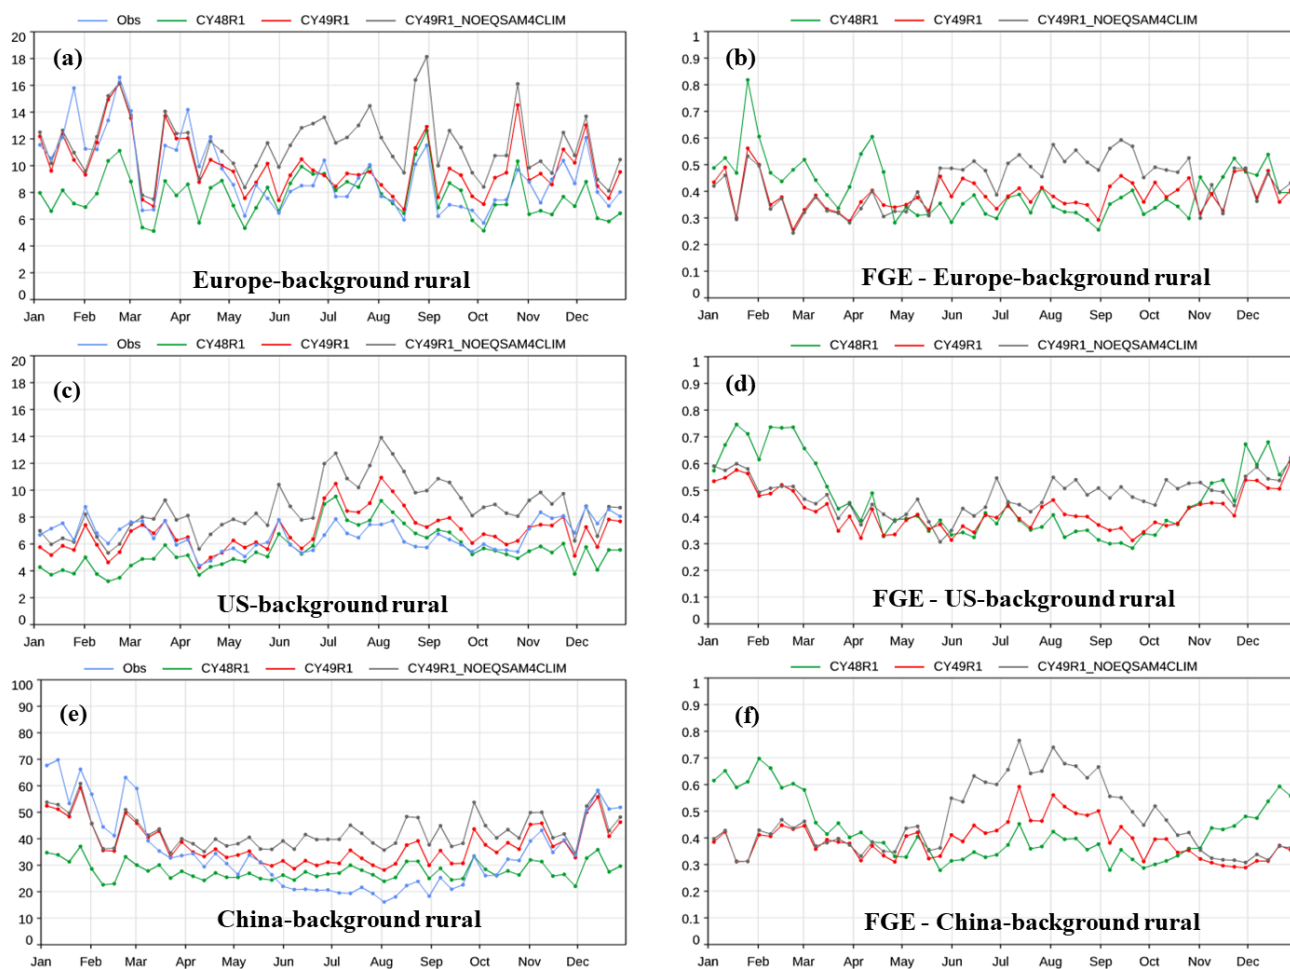 Obs CY48R1 CY49R1 CY49R1_NOEQSAM4CLIM
(a)
20
18
16
14
12
10
8
6
4
2
0
Europe-background rural
Jan Feb Mar Apr May Jun Jul Aug Sep Oct Nov Dec
CY48R1 CY49R1 CY49R1_NOEQSAM4CLIM
(b)
1
0.9
0.8
0.7
0.6
0.5
0.4
0.3
0.2
0.1
0
FGE - Europe-background rural
Jan Feb Mar Apr May Jun Jul Aug Sep Oct Nov Dec
Obs CY48R1 CY49R1 CY49R1_NOEQSAM4CLIM
(c)
20
18
16
14
12
10
8
6
4
2
0
US-background rural
Jan Feb Mar Apr May Jun Jul Aug Sep Oct Nov Dec
CY48R1 CY49R1 CY49R1_NOEQSAM4CLIM
(d)
1
0.9
0.8
0.7
0.6
0.5
0.4
0.3
0.2
0.1
0
FGE - US-background rural
Jan Feb Mar Apr May Jun Jul Aug Sep Oct Nov Dec
Obs CY48R1 CY49R1 CY49R1_NOEQSAM4CLIM
(e)
100
90
80
70
60
50
40
30
20
10
0
China-background rural
Jan Feb Mar Apr May Jun Jul Aug Sep Oct Nov Dec
CY48R1 CY49R1 CY49R1_NOEQSAM4CLIM
(f)
1
0.9
0.8
0.7
0.6
0.5
0.4
0.3
0.2
0.1
0
FGE - China-background rural
Jan Feb Mar Apr May Jun Jul Aug Sep Oct Nov Dec